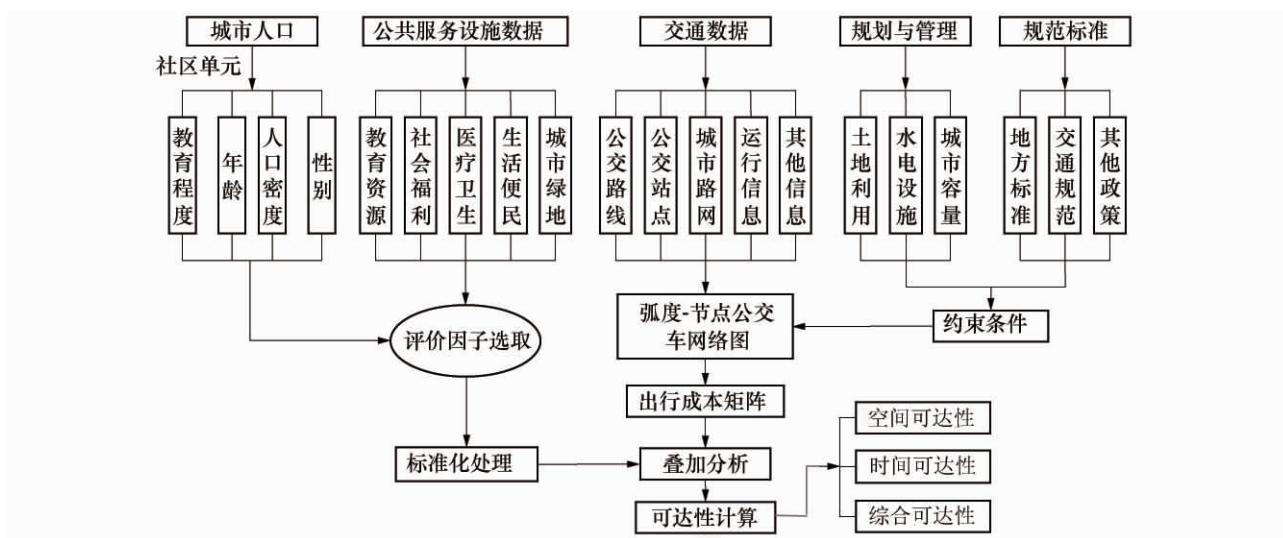 城市人口
公共服务设施数据
交通数据
规划与管理
规范标准
社区单元
教育程度
年龄
人口密度
性别
教育资源
社会福利
医疗卫生
生活便民
城市绿地
公交路线
公交站点
城市路网
运行信息
其他信息
土地利用
水电设施
城市容量
地方标准
交通规范
其他政策
评价因子选取
弧度-节点公交
车网络图
约束条件
出行成本矩阵
标准化处理
叠加分析
可达性计算
空间可达性
时间可达性
综合可达性